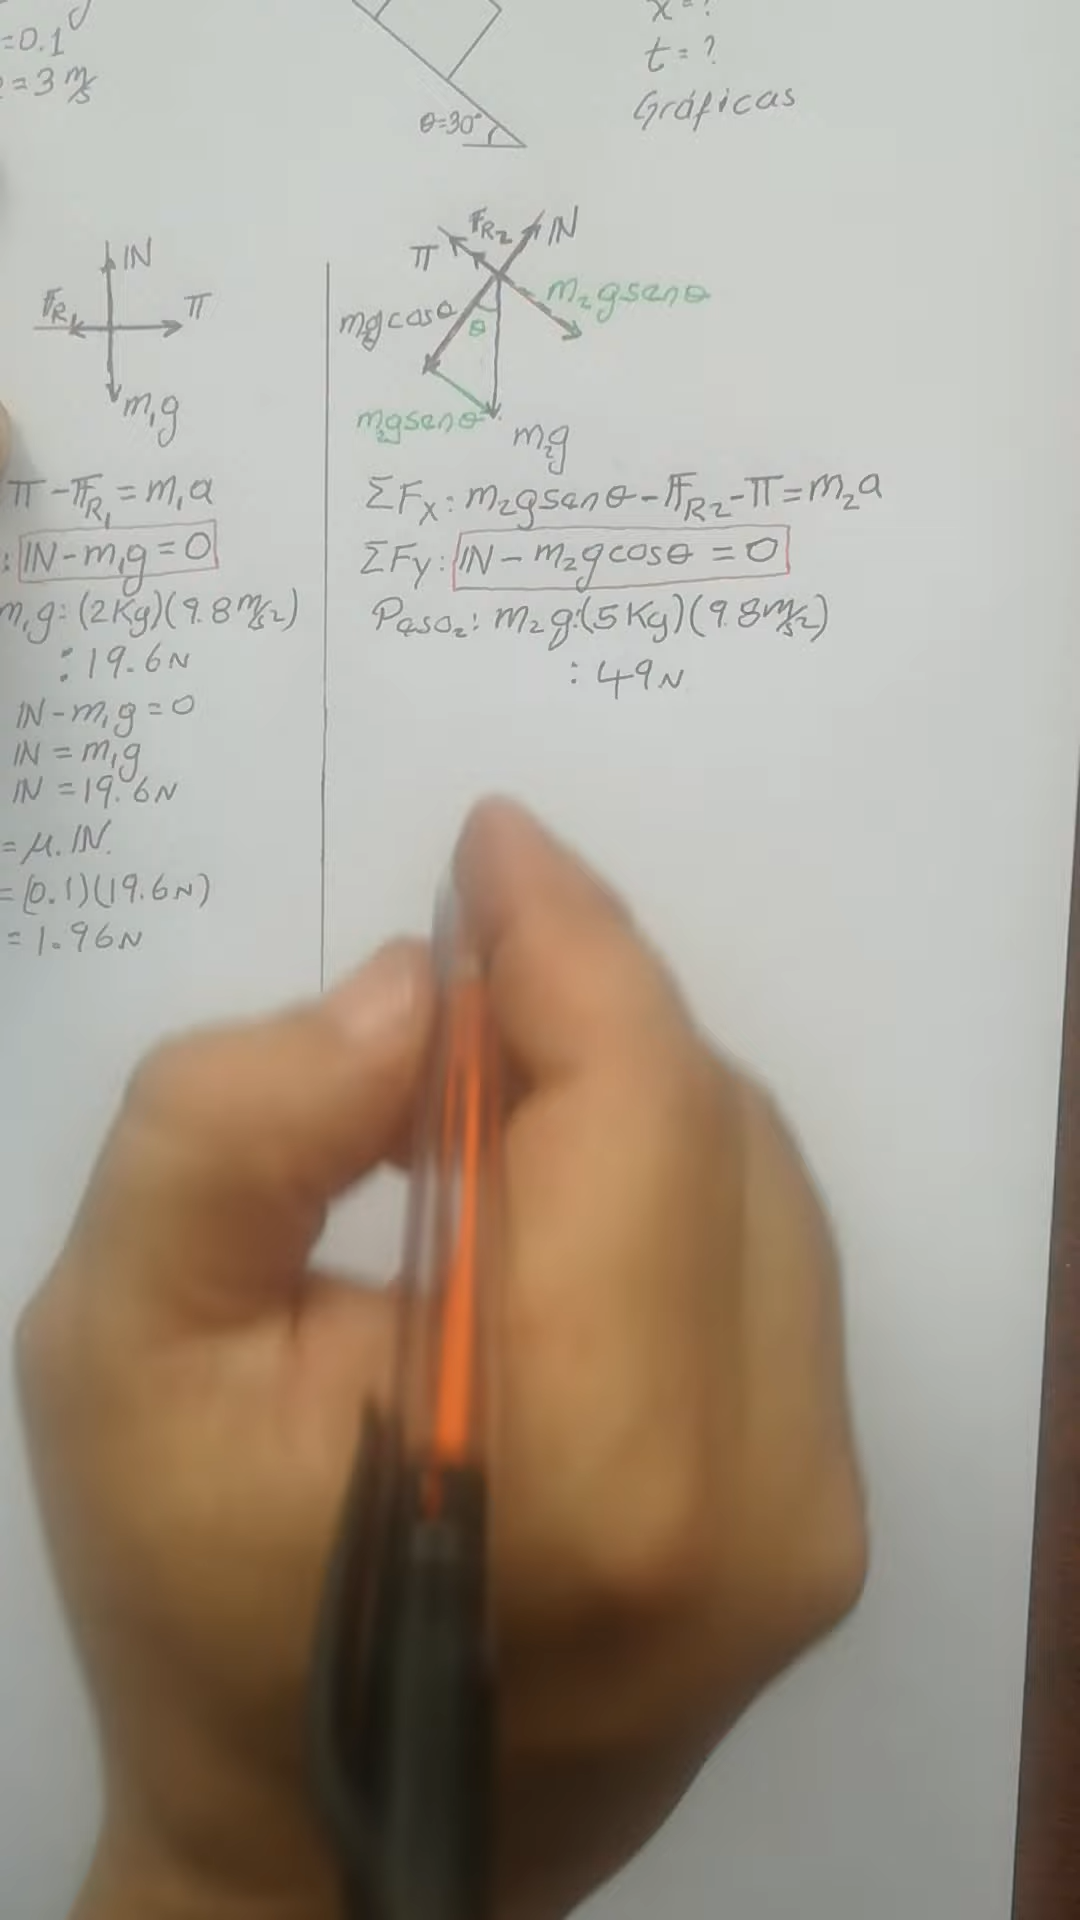 =0.1
=3 m/s
θ=30°
x=?
t=?
Gráficas
IN
FR1
T
m1g
T-FR1=m1a
:IN-m1g=0
m1g:(2Kg)(9.8m/s2)
:19.6N
IN-m1g=0
IN=m1g
IN=19.6N
=μ.IN.
=(0.1)(19.6N)
=1.96N
FR2
IN
T
m2gsenθ
m2gcosθ
θ
m2gsenθ
m2g
ΣFx: m2gsenθ-FR2-T=m2a
ΣFy: IN-m2gcosθ=0
Peso2: m2g:(5Kg)(9.8m/s2)
:49N